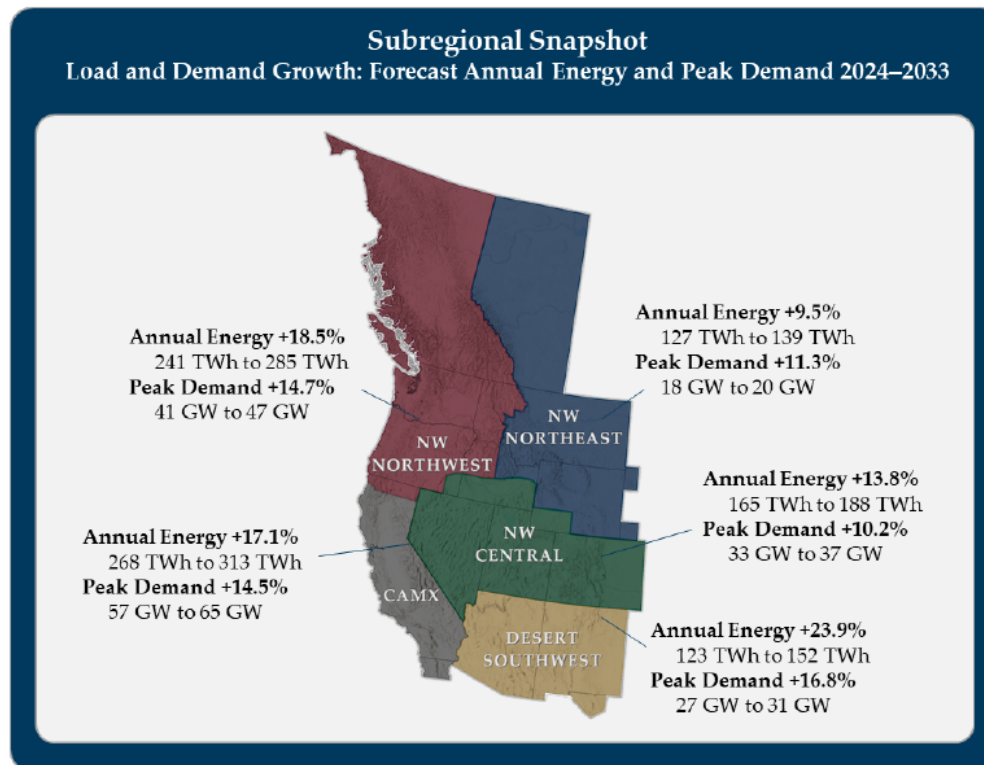 Subregional Snapshot
Load and Demand Growth: Forecast Annual Energy and Peak Demand 2024–2033
Annual Energy +18.5%
241 TWh to 285 TWh
Peak Demand +14.7%
41 GW to 47 GW
Annual Energy +9.5%
127 TWh to 139 TWh
Peak Demand +11.3%
18 GW to 20 GW
NW
NORTHWEST
NW
NORTHEAST
Annual Energy +17.1%
268 TWh to 313 TWh
Peak Demand +14.5%
57 GW to 65 GW
CAMX
NW
CENTRAL
Annual Energy +13.8%
165 TWh to 188 TWh
Peak Demand +10.2%
33 GW to 37 GW
DESERT
SOUTHWEST
Annual Energy +23.9%
123 TWh to 152 TWh
Peak Demand +16.8%
27 GW to 31 GW